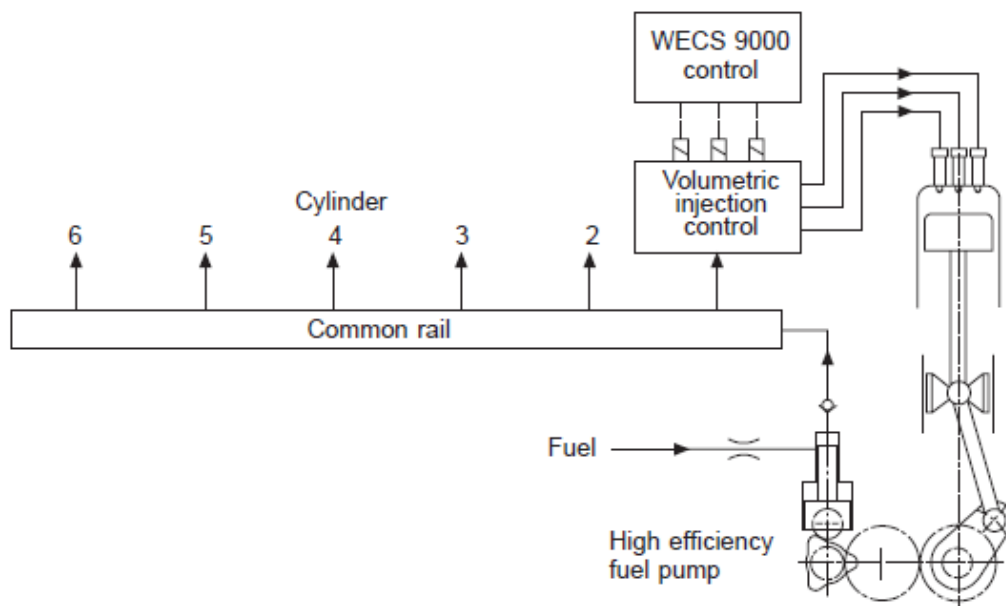 WECS 9000
control
Volumetric
injection
control
Cylinder
6 5 4 3 2
Common rail
Fuel
High efficiency
fuel pump